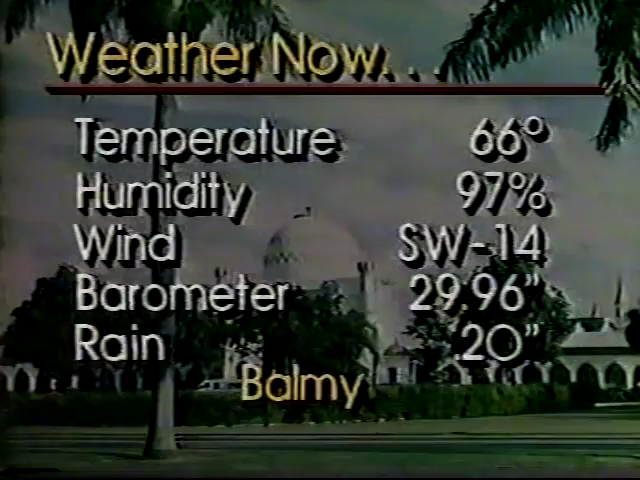 Weather Now...
Temperature 66°
Humidity 97%
Wind SW-14
Barometer 29.96"
Rain .20"
Balmy